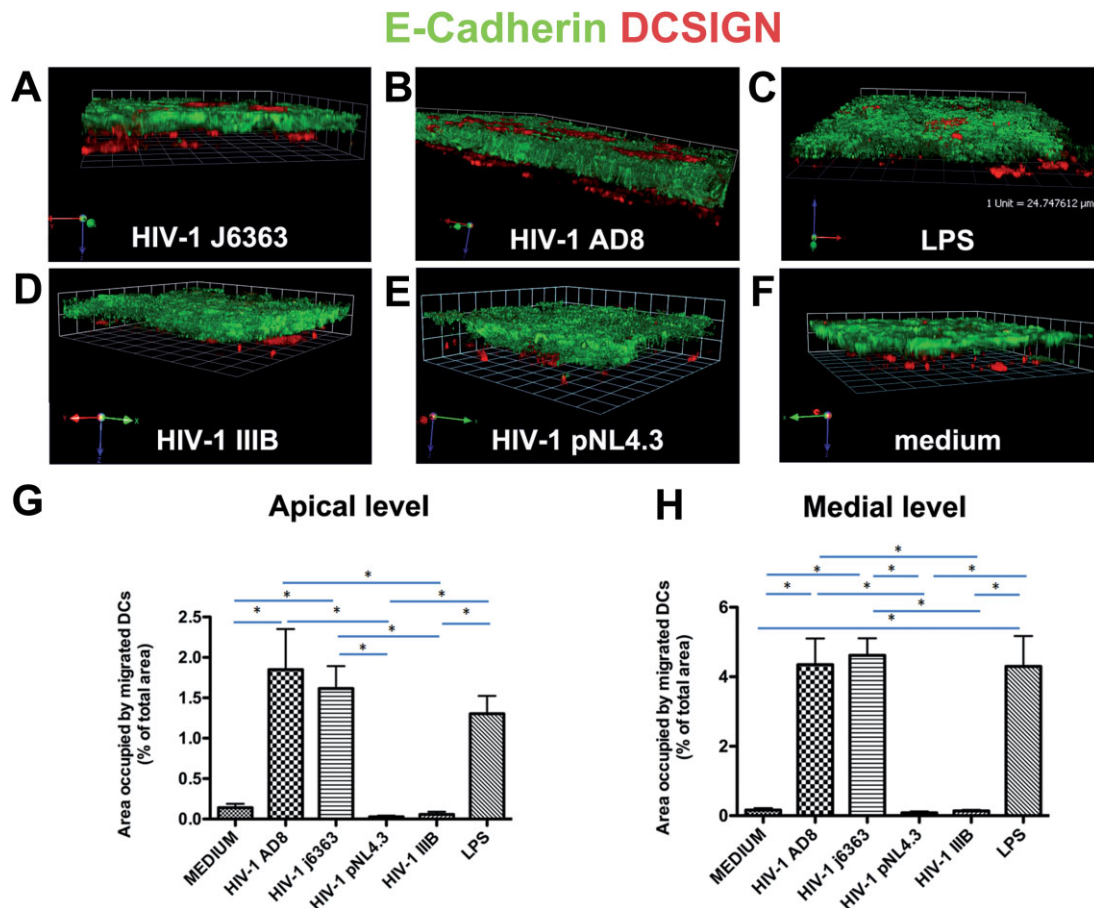 E-Cadherin DCSIGN
A
HIV-1 J6363
B
HIV-1 AD8
C
1 Unit = 24.747612 µm
LPS
D
HIV-1 IIIB
E
HIV-1 pNL4.3
F
medium
G
Apical level
Area occupied by migrated DCs
(% of total area)
2.5
2.0
1.5
1.0
0.5
0.0
* * * * * * * *
MEDIUM
HIV-1 AD8
HIV-1 j6363
HIV-1 pNL4.3
HIV-1 IIIB
LPS
H
Medial level
Area occupied by migrated DCs
(% of total area)
6
4
2
0
* * * * * * * * *
MEDIUM
HIV-1 AD8
HIV-1 j6363
HIV-1 pNL4.3
HIV-1 IIIB
LPS